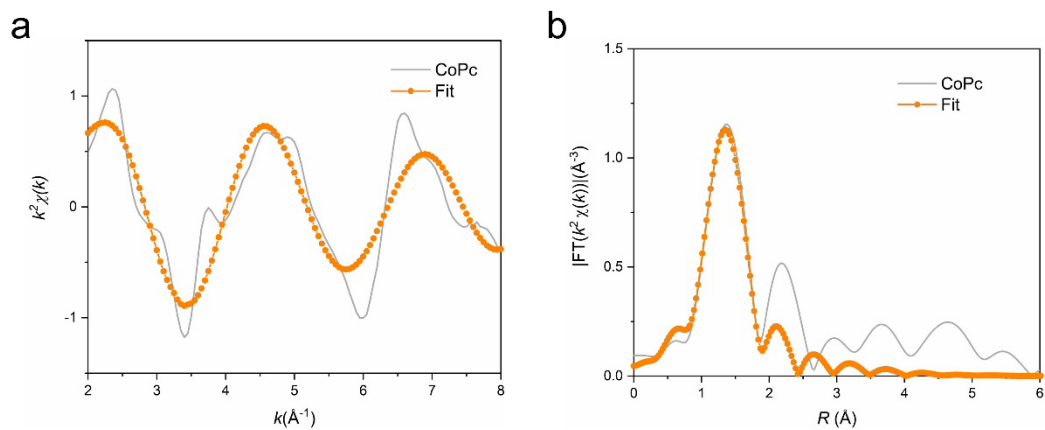 a
CoPc
Fit
k²χ(k)
1
0
-1
2 3 4 5 6 7 8
k(Å⁻¹)
b
CoPc
Fit
|FT(k² χ(k))|(Å⁻³)
1.5
1.0
0.5
0.0
0 1 2 3 4 5 6
R (Å)